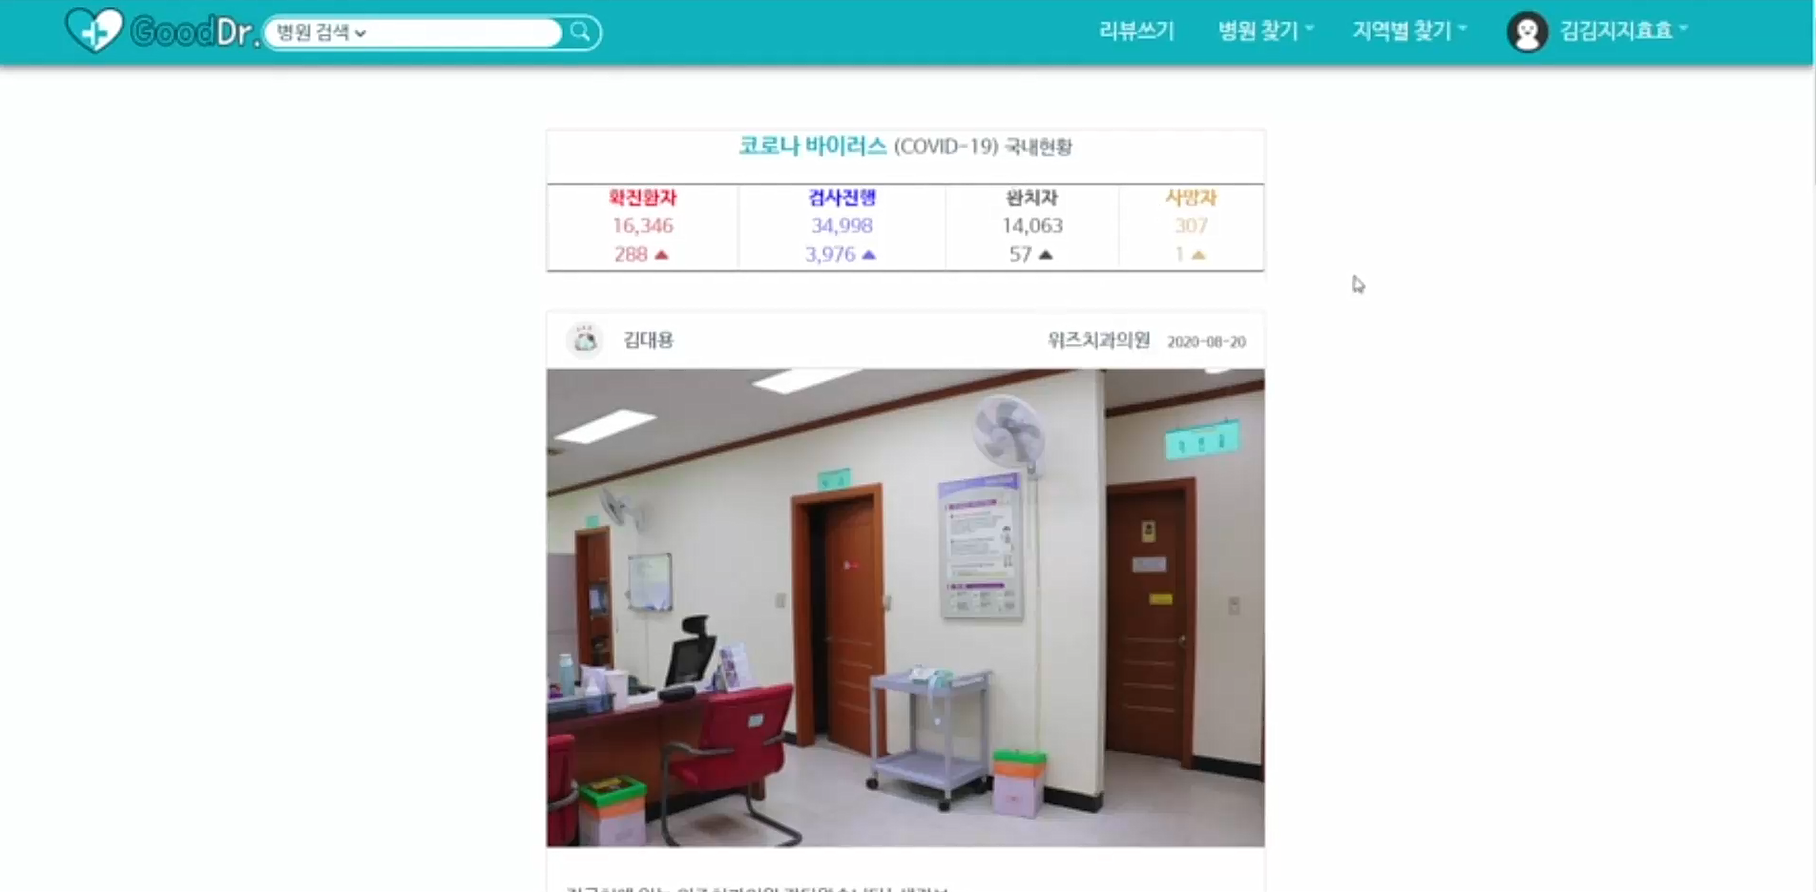 GoodDr. 병원 검색 리뷰쓰기 병원 찾기 지역별 찾기 김김지지효효
코로나 바이러스 (COVID-19) 국내현황
확진환자 검사진행 완치자 사망자
16,346 34,998 14,063 307
288 ▲ 3,976 ▲ 57 ▲ 1 ▲
김대용 위즈치과의원 2020-08-20